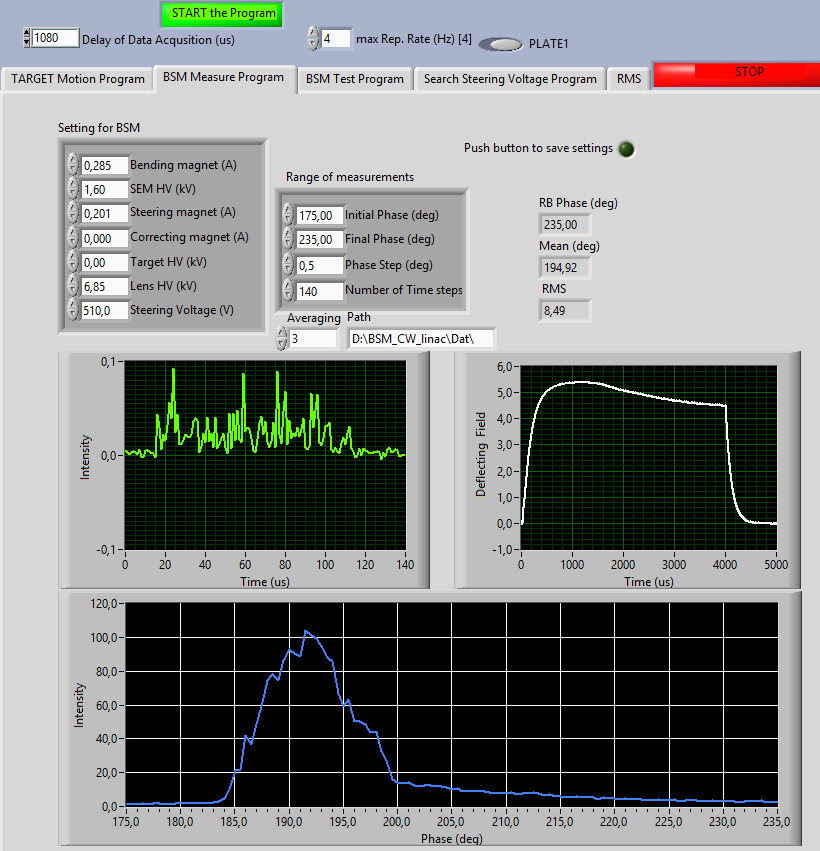 START the Program
1080 Delay of Data Acqusition (us)
4 max Rep. Rate (Hz) [4]
PLATE1
TARGET Motion Program
BSM Measure Program
BSM Test Program
Search Steering Voltage Program
RMS
STOP
Setting for BSM
0,285 Bending magnet (A)
1,60 SEM HV (kV)
0,201 Steering magnet (A)
0,000 Correcting magnet (A)
0,00 Target HV (kV)
6,85 Lens HV (kV)
510,0 Steering Voltage (V)
Range of measurements
175,00 Initial Phase (deg)
235,00 Final Phase (deg)
0,5 Phase Step (deg)
140 Number of Time steps
Averaging
3
Path
D:\BSM_CW_linac\Dat\
Push button to save settings
RB Phase (deg)
235,00
Mean (deg)
194,92
RMS
8,49
0,1
0,0
-0,1
Intensity
0 20 40 60 80 100 120 140
Time (us)
6,0
5,0
4,0
3,0
2,0
1,0
0,0
-1,0
Deflecting Field
0 1000 2000 3000 4000 5000
Time (us)
120,0
100,0
80,0
60,0
40,0
20,0
0,0
Intensity
175,0 180,0 185,0 190,0 195,0 200,0 205,0 210,0 215,0 220,0 225,0 230,0 235,0
Phase (deg)